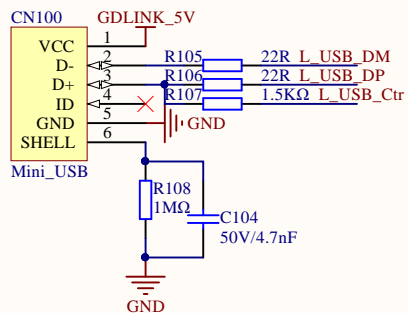 CN100 GDLINK_5V
VCC 1
D- 2 R105 22R L_USB_DM
D+ 3 R106 22R L_USB_DP
ID 4 R107 1.5KΩ L_USB_Ctr
GND 5 GND
SHELL 6
Mini_USB
R108
1MΩ
C104
50V/4.7nF
GND